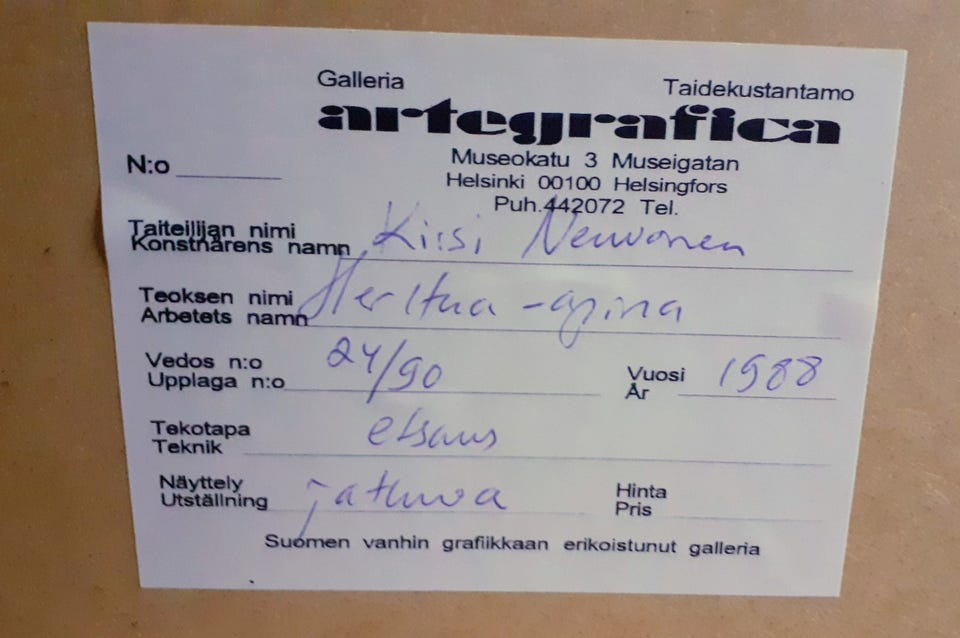 Galleria Taidekustantamo
artegrafica
N:o
Museokatu 3 Museigatan
Helsinki 00100 Helsingfors
Puh. 442072 Tel.
Taiteilijan nimi
Konstnärens namn Kirsi Neuvonen
Teoksen nimi
Arbetets namn Herttua-apina
Vedos n:o
Upplaga n:o 24/90
Vuosi
År 1988
Tekotapa
Teknik etsaus
Näyttely
Utställning jatkuva
Hinta
Pris
Suomen vanhin grafiikkaan erikoistunut galleria